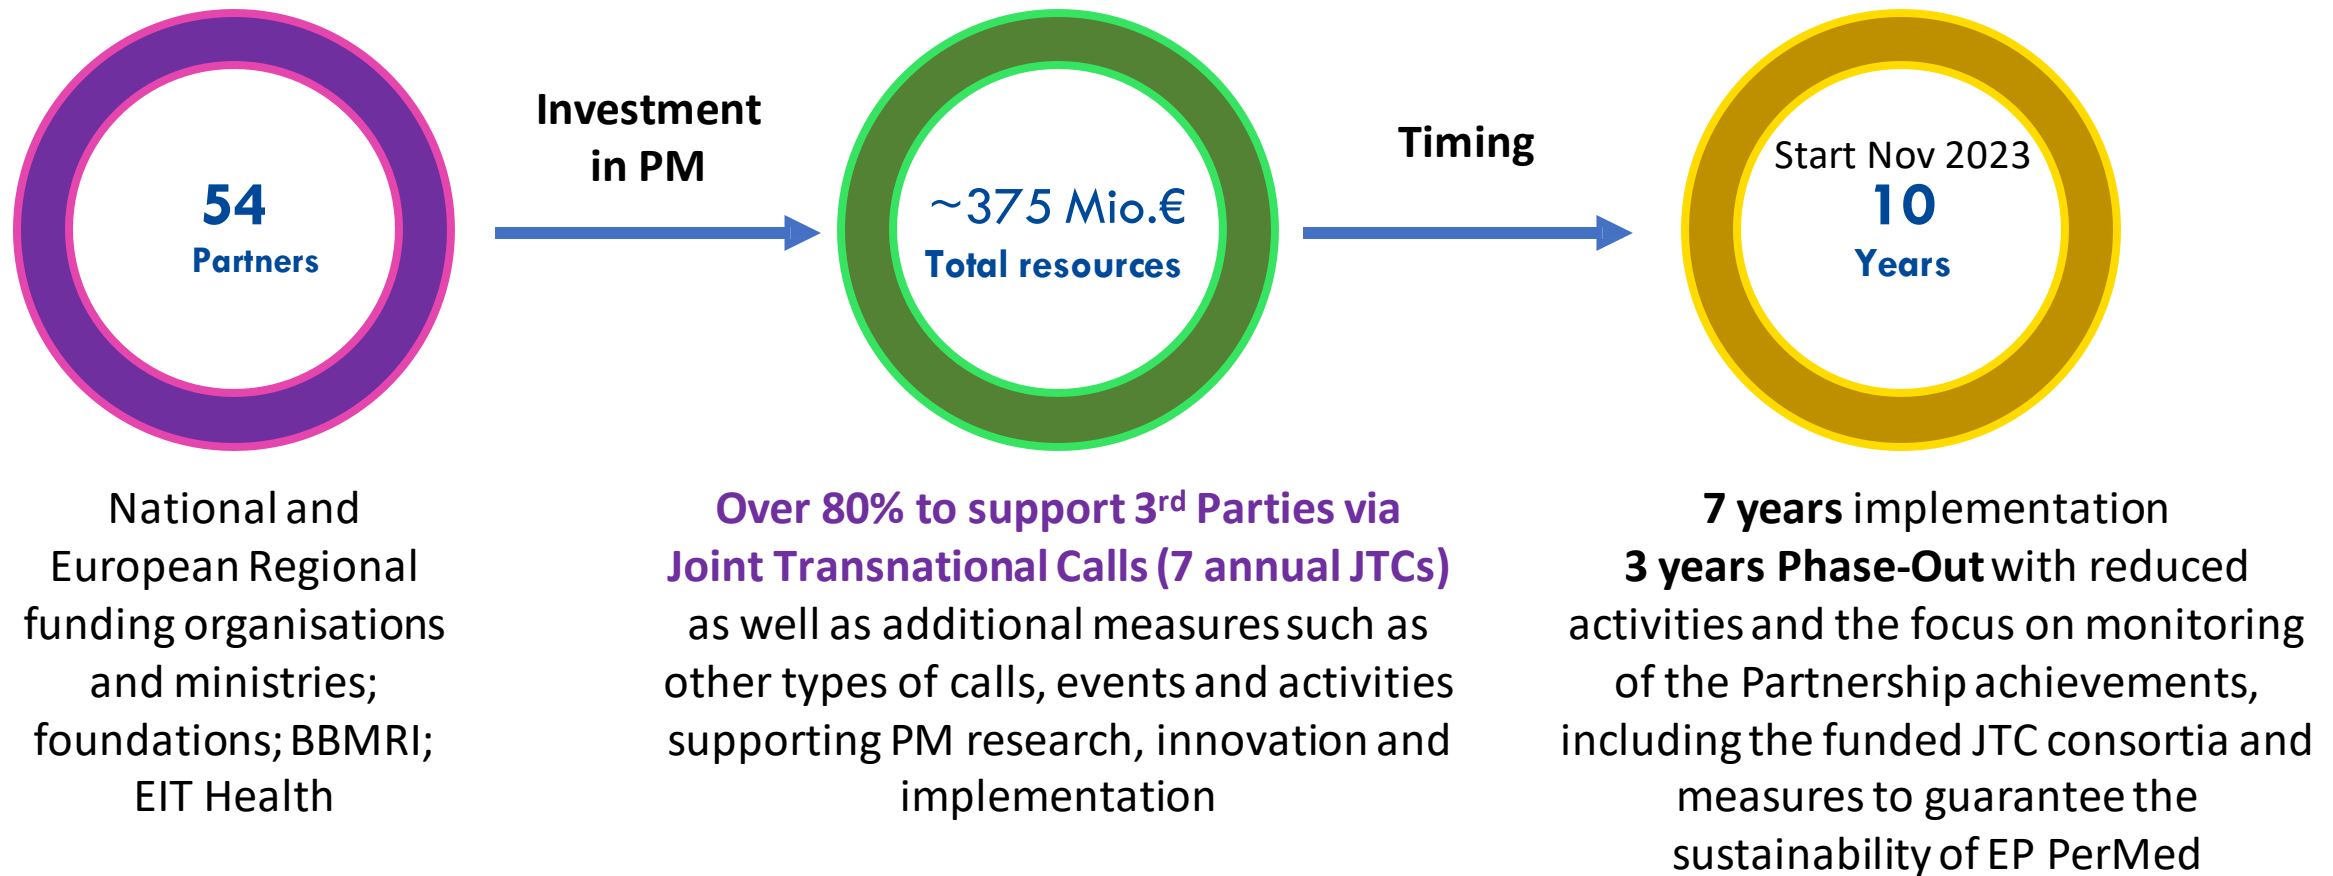 54
Partners
National and
European Regional
funding organisations
and ministries;
foundations; BBMRI;
EIT Health
Investment
in PM
~375 Mio.€
Total resources
Over 80% to support 3rd Parties via
Joint Transnational Calls (7 annual JTCs)
as well as additional measures such as
other types of calls, events and activities
supporting PM research, innovation and
implementation
Timing
Start Nov 2023
10
Years
7 years implementation
3 years Phase-Out with reduced
activities and the focus on monitoring
of the Partnership achievements,
including the funded JTC consortia and
measures to guarantee the
sustainability of EP PerMed